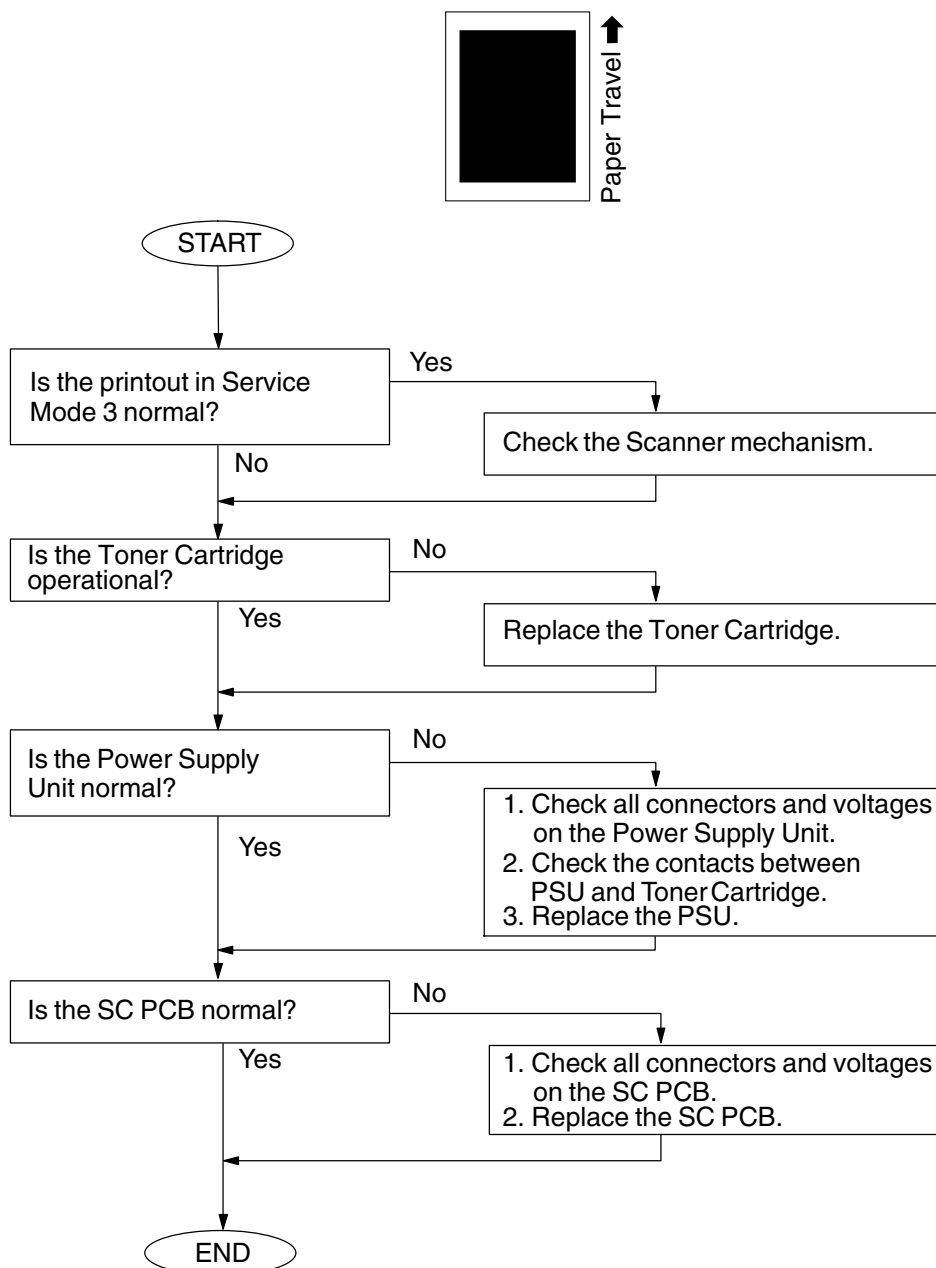 Paper Travel
START
Is the printout in Service
Mode 3 normal?
Yes
Check the Scanner mechanism.
No
Is the Toner Cartridge
operational?
No
Replace the Toner Cartridge.
Yes
Is the Power Supply
Unit normal?
No
1. Check all connectors and voltages
on the Power Supply Unit.
2. Check the contacts between
PSU and Toner Cartridge.
3. Replace the PSU.
Yes
Is the SC PCB normal?
No
1. Check all connectors and voltages
on the SC PCB.
2. Replace the SC PCB.
Yes
END